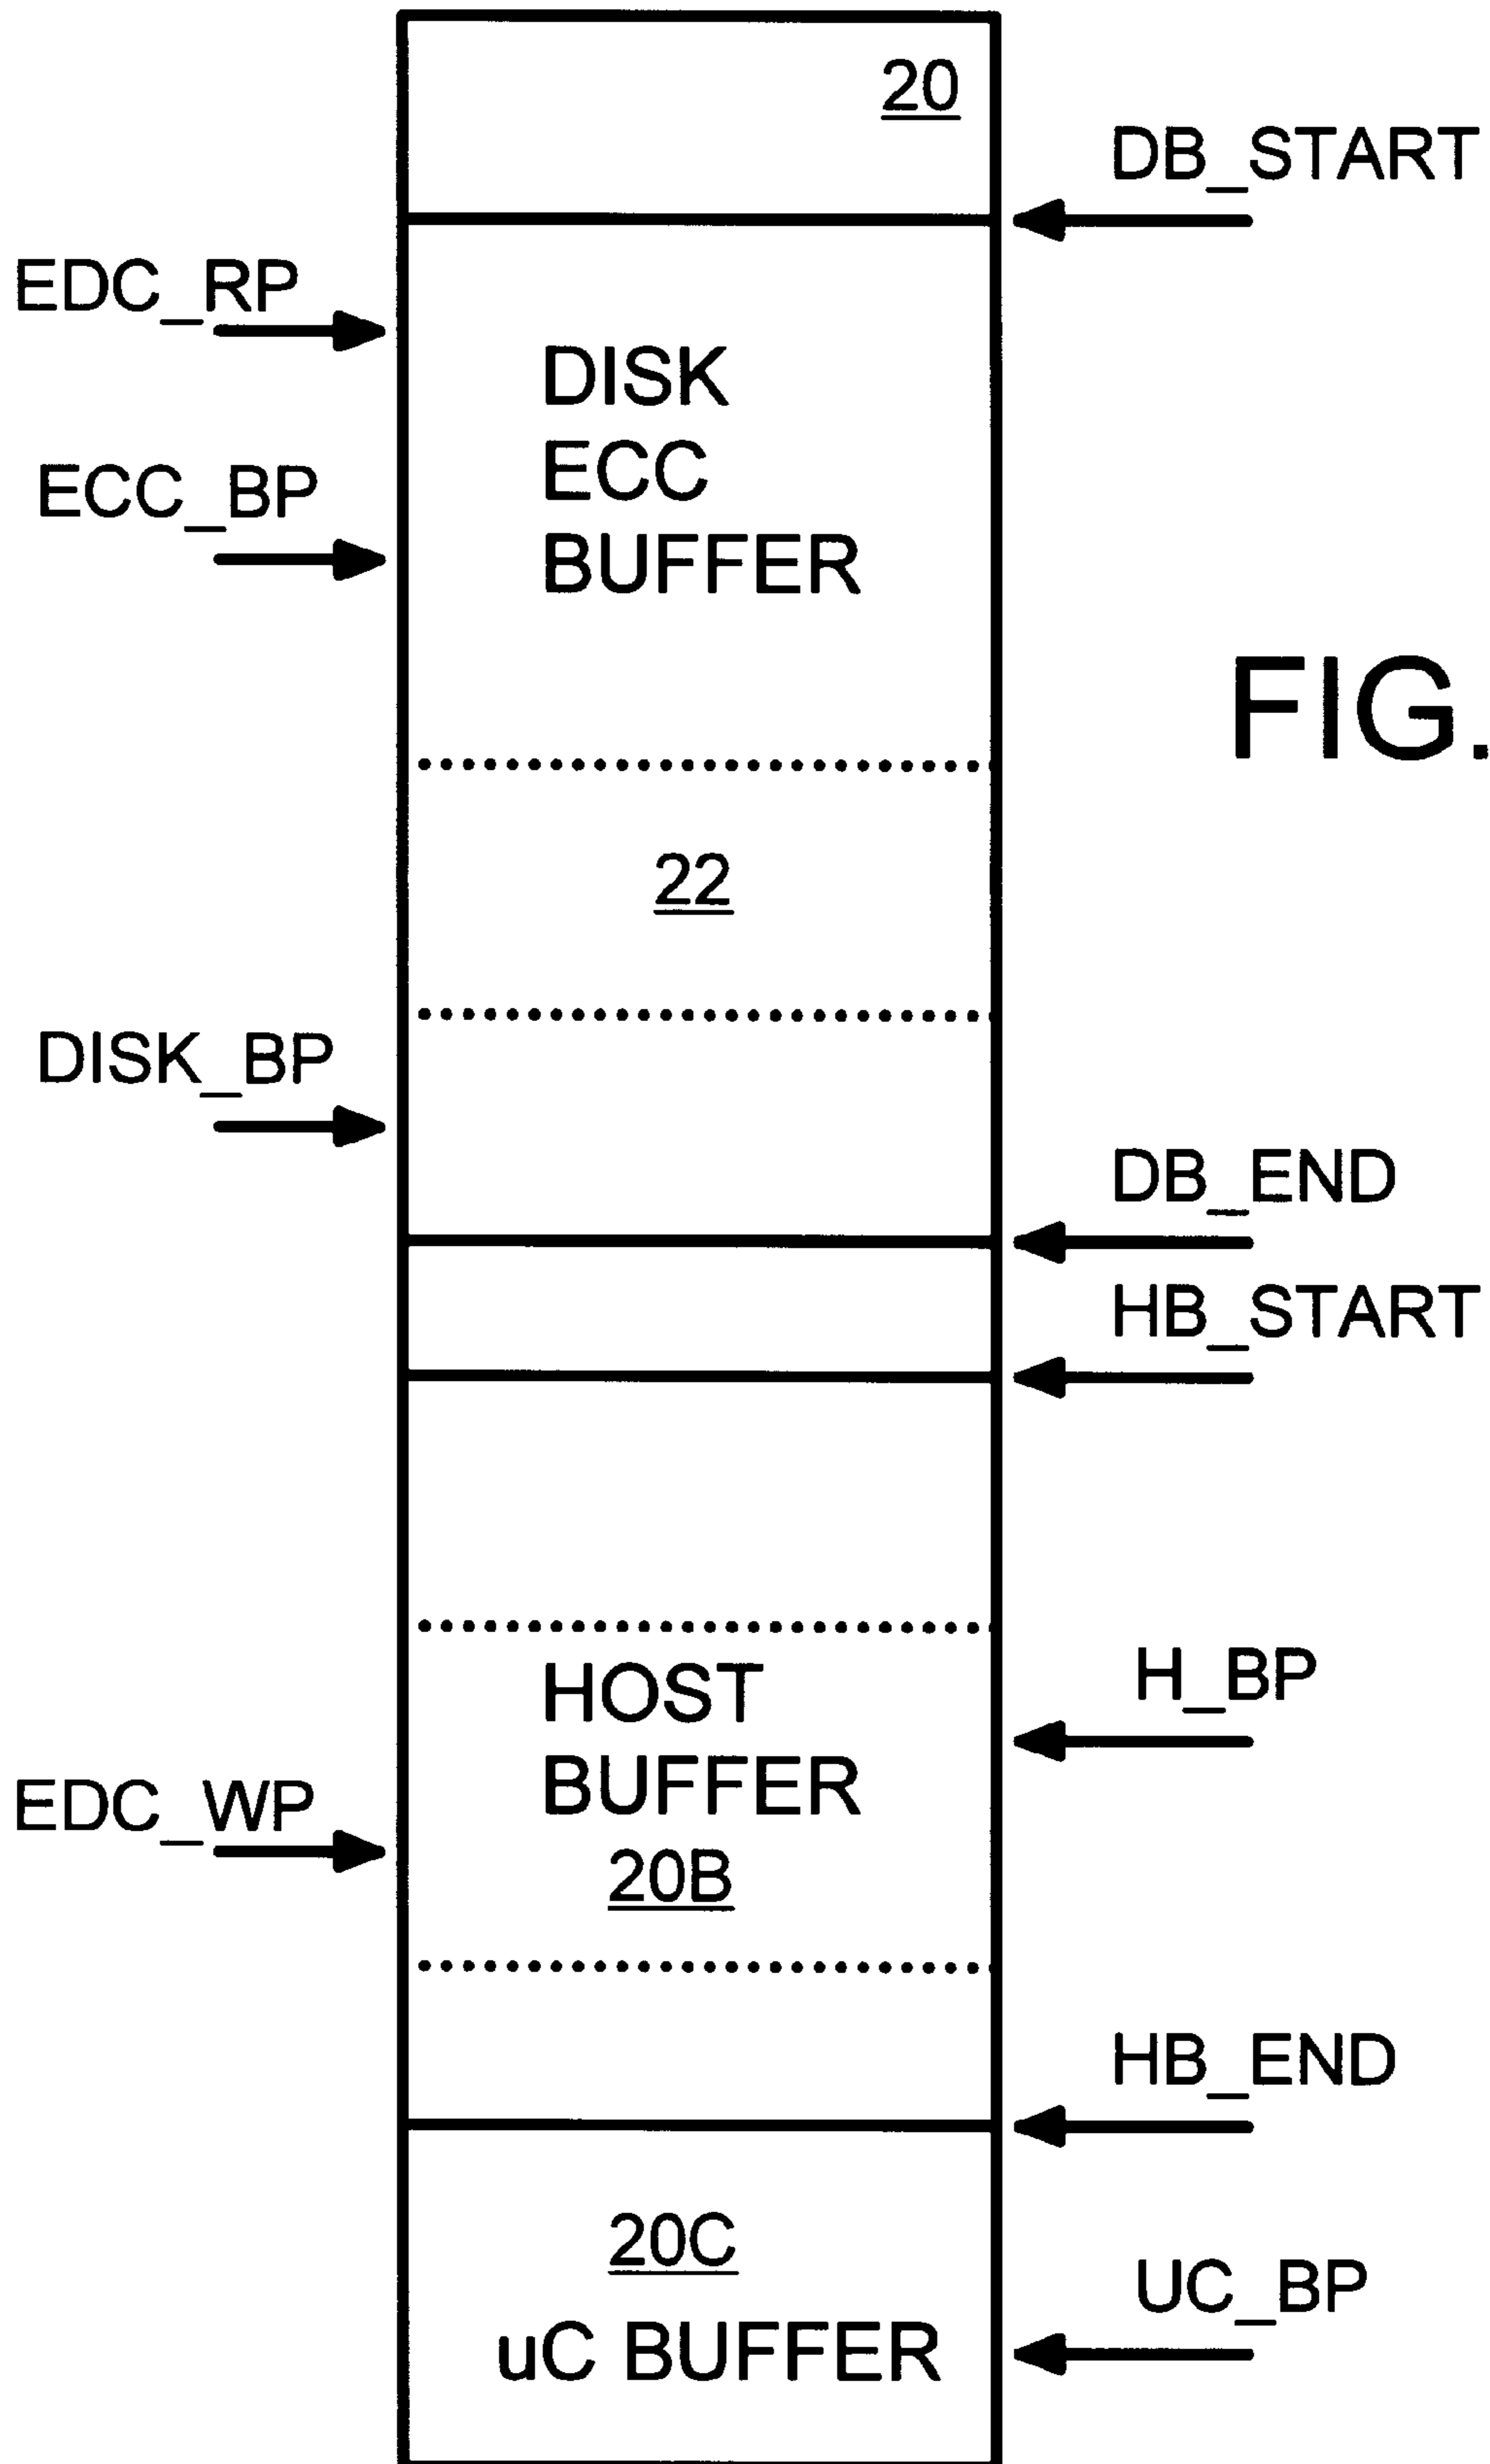 20
DB_START
EDC_RP
DISK
ECC
BUFFER
ECC_BP
FIG.
22
DISK_BP
DB_END
HB_START
HOST
BUFFER
20B
H_BP
EDC_WP
HB_END
20C
uC BUFFER
UC_BP